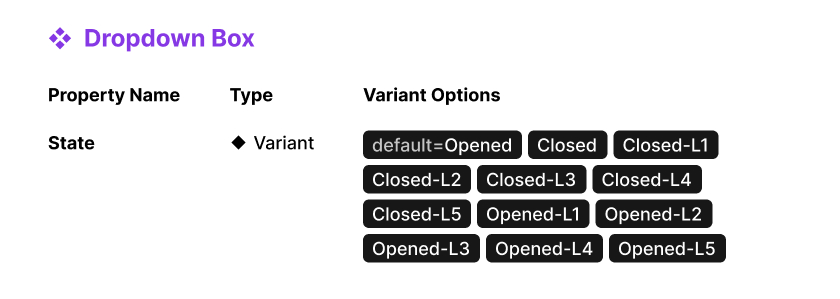 Dropdown Box
Property Name Type Variant Options
State Variant default=Opened Closed Closed-L1
Closed-L2 Closed-L3 Closed-L4
Closed-L5 Opened-L1 Opened-L2
Opened-L3 Opened-L4 Opened-L5